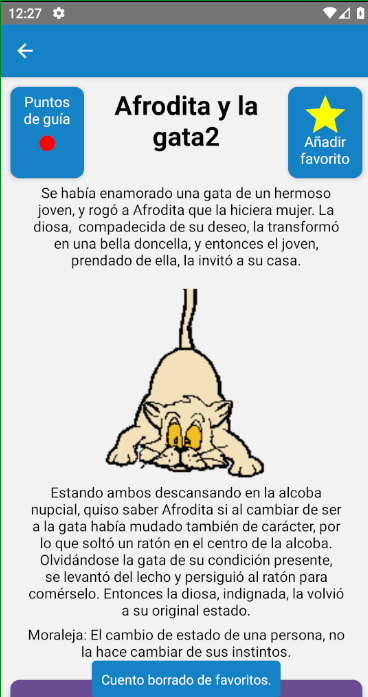 12:27
Puntos
de guía
Afrodita y la
gata2
Añadir
favorito
Se había enamorado una gata de un hermoso
joven, y rogó a Afrodita que la hiciera mujer. La
diosa, compadecida de su deseo, la transformó
en una bella doncella, y entonces el joven,
prendado de ella, la invitó a su casa.
Estando ambos descansando en la alcoba
nupcial, quiso saber Afrodita si al cambiar de ser
a la gata había mudado también de carácter, por
lo que soltó un ratón en el centro de la alcoba.
Olvidándose la gata de su condición presente,
se levantó del lecho y persiguió al ratón para
comérselo. Entonces la diosa, indignada, la volvió
a su original estado.
Moraleja: El cambio de estado de una persona, no
la hace cambiar de sus instintos.
Cuento borrado de favoritos.